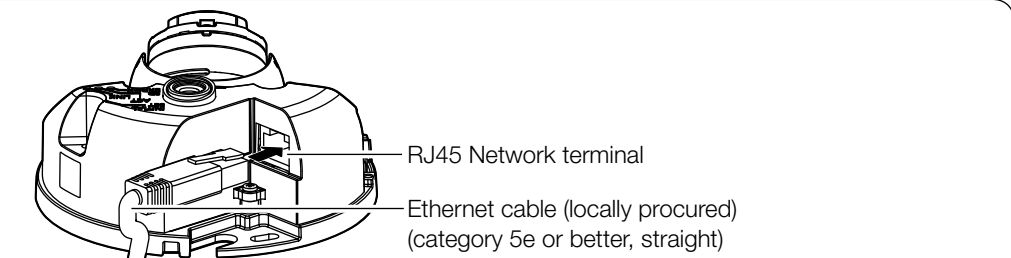 RJ45 Network terminal
Ethernet cable (locally procured)
(category 5e or better, straight)